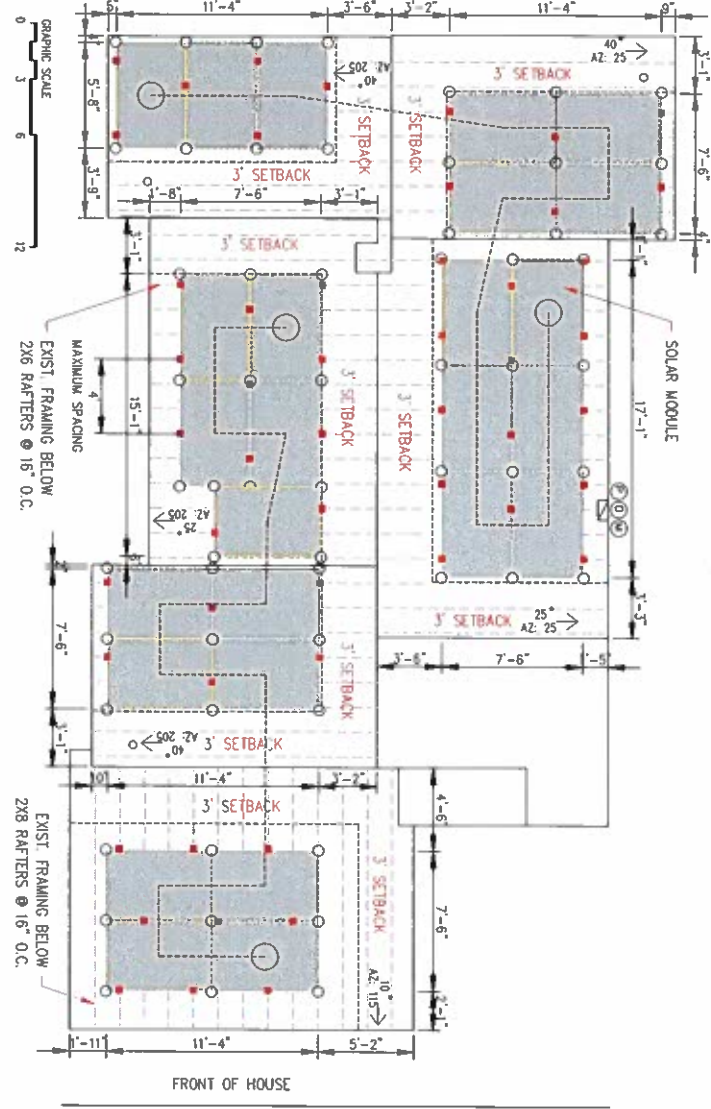 5"
11'-4"
3'-6"
3'-2"
11'-4"
9"
GRAPHIC SCALE
0
3
6
12
5'-8"
3'-9"
40°
AZ: 205
3' SETBACK
3' SETBACK
40°
AZ: 25
3' SETBACK
3' SETBACK
3'-1"
7'-6"
4"
1'-8"
7'-6"
3'-1"
3' SETBACK
3'-1"
15'-1"
3' SETBACK
3' SETBACK
SOLAR MODULE
17'-1"
3'-3"
MAXIMUM SPACING
4'
EXIST. FRAMING BELOW
2X6 RAFTERS @ 16" O.C.
25°
AZ: 205
P
D
M
3' SETBACK
25°
AZ: 25
2"
7'-6"
3'-1"
3' SETBACK
3' SETBACK
40°
AZ: 205
3'-6"
7'-6"
1'-5"
10"
11'-4"
3'-2"
3' SETBACK
3' SETBACK
4'-6"
7'-6"
2'-1"
EXIST. FRAMING BELOW
2X8 RAFTERS @ 16" O.C.
10°
AZ: 115
1'-11"
11'-4"
5'-2"
FRONT OF HOUSE